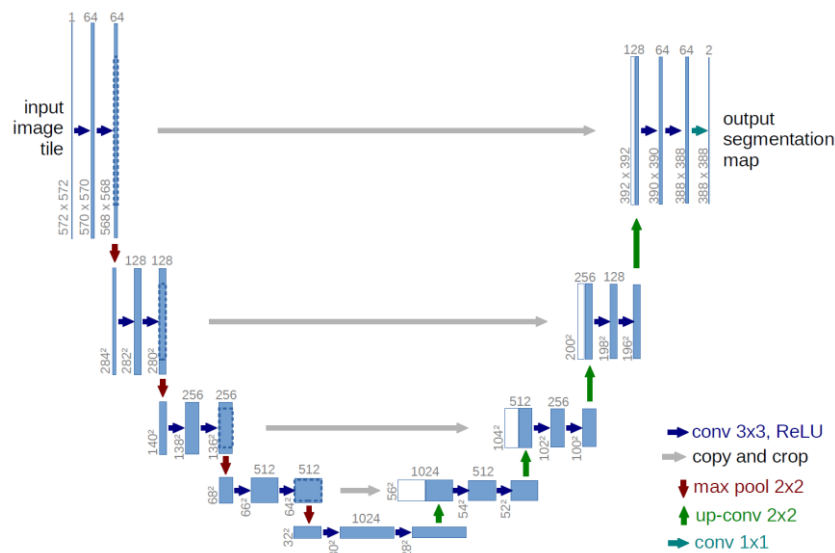 1
64
64
input
image
tile
572 x 572
570 x 570
568 x 568
128
64
64
2
output
segmentation
map
392 x 392
390 x 390
388 x 388
388 x 388
128
128
284²
282²
280²
256
128
200²
198²
196²
256
256
140²
138²
136²
512
256
104²
102²
100²
512
512
68²
66²
64²
1024
512
56²
54²
52²
1024
32²
conv 3x3, ReLU
copy and crop
max pool 2x2
up-conv 2x2
conv 1x1